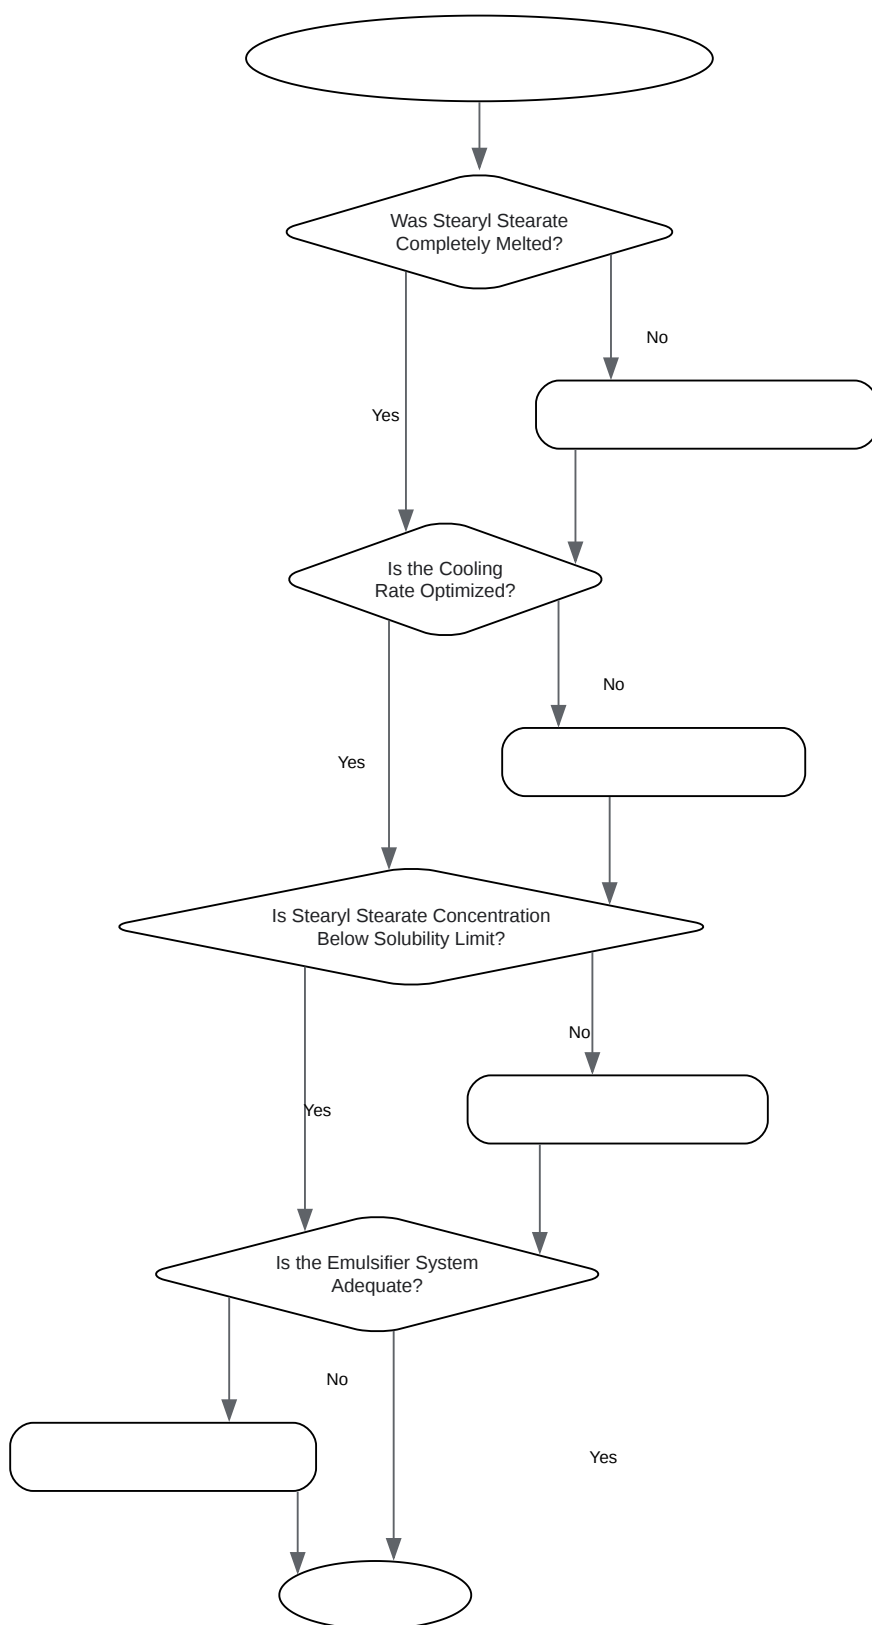 Was Stearyl Stearate
Completely Melted?
No
Yes
Is the Cooling
Rate Optimized?
No
Yes
Is Stearyl Stearate Concentration
Below Solubility Limit?
No
Yes
Is the Emulsifier System
Adequate?
No
Yes